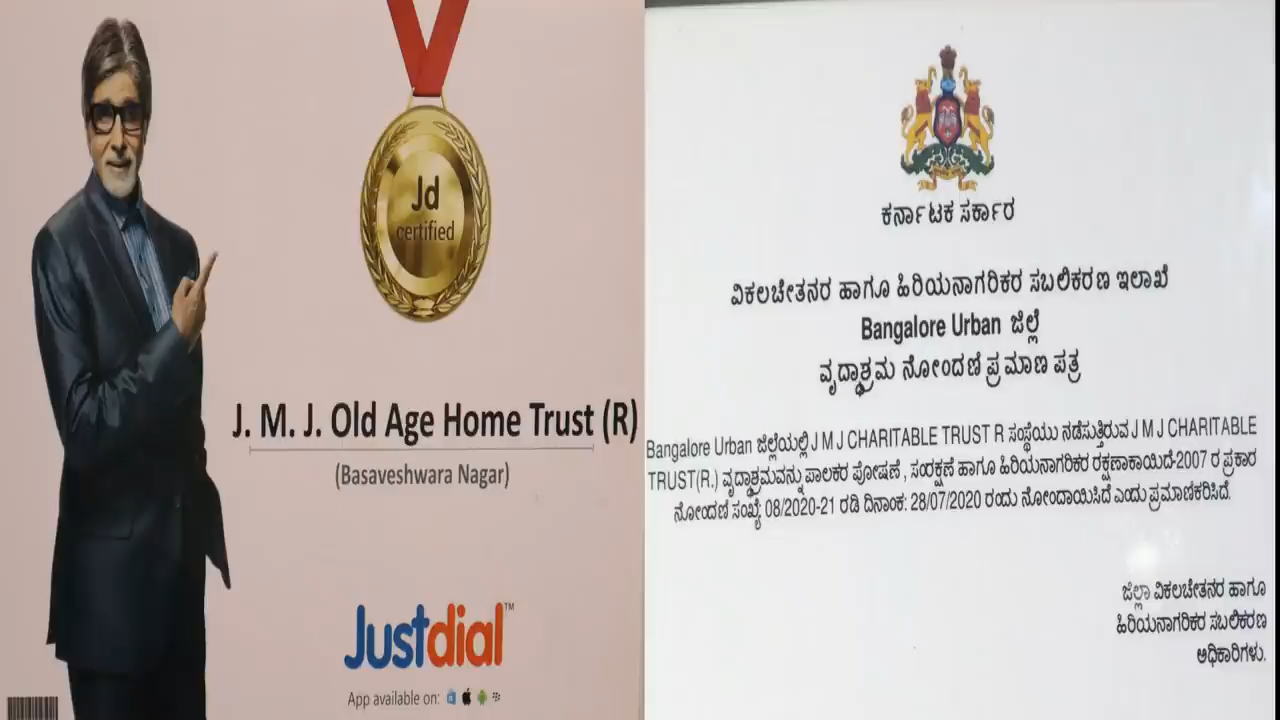 Jd
certified
J. M. J. Old Age Home Trust (R)
(Basaveshwara Nagar)
Justdial™
App available on:
ಕರ್ನಾಟಕ ಸರ್ಕಾರ
ವಿಕಲಚೇತನರ ಹಾಗೂ ಹಿರಿಯನಾಗರಿಕರ ಸಬಲಿಕರಣ ಇಲಾಖೆ
Bangalore Urban ಜಿಲ್ಲೆ
ವೃದ್ಧಾಶ್ರಮ ನೋಂದಣಿ ಪ್ರಮಾಣ ಪತ್ರ
Bangalore Urban ಜಿಲ್ಲೆಯಲ್ಲಿ J M J CHARITABLE TRUST R ಸಂಸ್ಥೆಯು ನಡೆಸುತ್ತಿರುವ J M J CHARITABLE
TRUST(R.) ವೃದ್ಧಾಶ್ರಮವನ್ನು ಪಾಲಕರ ಪೋಷಣೆ, ಸಂರಕ್ಷಣೆ ಹಾಗೂ ಹಿರಿಯನಾಗರಿಕರ ರಕ್ಷಣಾಕಾಯಿದೆ-2007 ರ ಪ್ರಕಾರ
ನೋಂದಣಿ ಸಂಖ್ಯೆ: 08/2020-21 ರಡಿ ದಿನಾಂಕ: 28/07/2020 ರಂದು ನೋಂದಾಯಿಸಿದೆ ಎಂದು ಪ್ರಮಾಣಿಕರಿಸಿದೆ.
ಜಿಲ್ಲಾ ವಿಕಲಚೇತನರ ಹಾಗೂ
ಹಿರಿಯನಾಗರಿಕರ ಸಬಲಿಕರಣ
ಅಧಿಕಾರಿಗಳು.